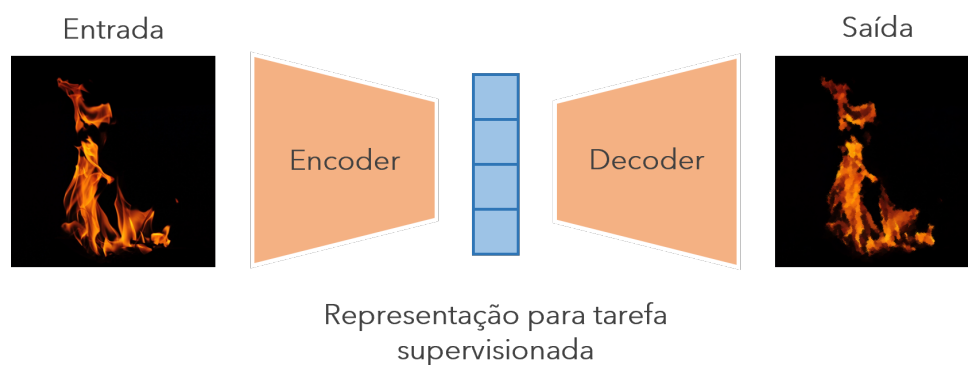 Entrada
Saída
Encoder
Decoder
Representação para tarefa
supervisionada